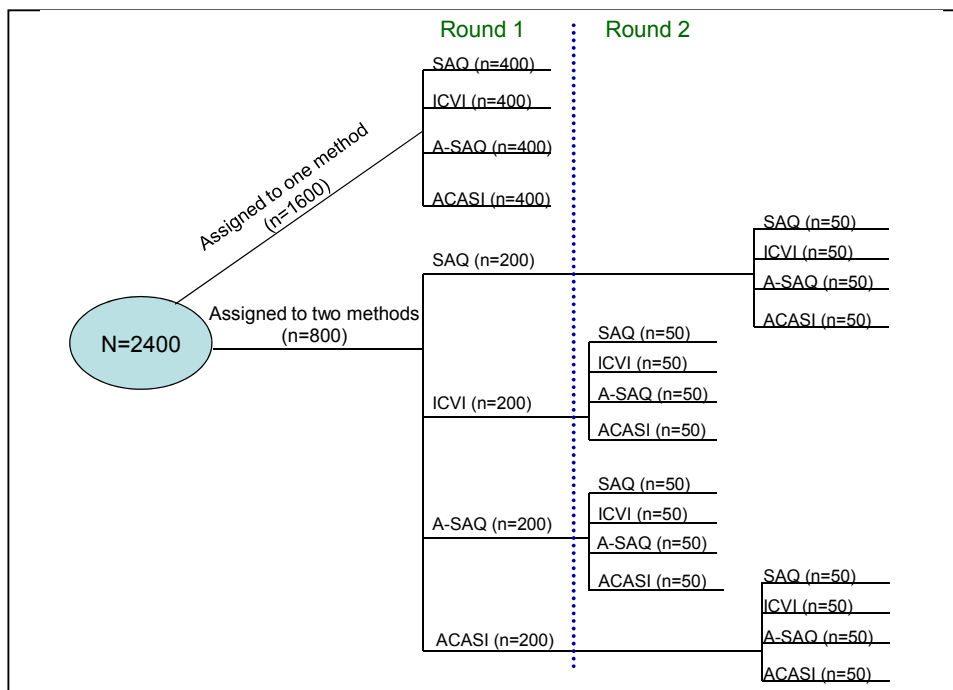 Round 1
Round 2
SAQ (n=400)
ICVI (n=400)
A-SAQ (n=400)
ACASI (n=400)
Assigned to one method
(n=1600)
N=2400
Assigned to two methods
(n=800)
SAQ (n=200)
SAQ (n=50)
ICVI (n=50)
A-SAQ (n=50)
ACASI (n=50)
ICVI (n=200)
SAQ (n=50)
ICVI (n=50)
A-SAQ (n=50)
ACASI (n=50)
A-SAQ (n=200)
SAQ (n=50)
ICVI (n=50)
A-SAQ (n=50)
ACASI (n=50)
ACASI (n=200)
SAQ (n=50)
ICVI (n=50)
A-SAQ (n=50)
ACASI (n=50)